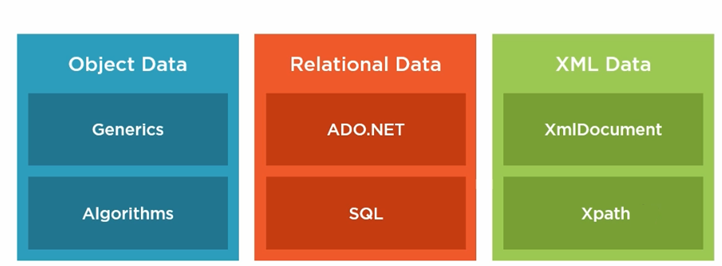 Object Data
Relational Data
XML Data
Generics
ADO.NET
XmlDocument
Algorithms
SQL
Xpath